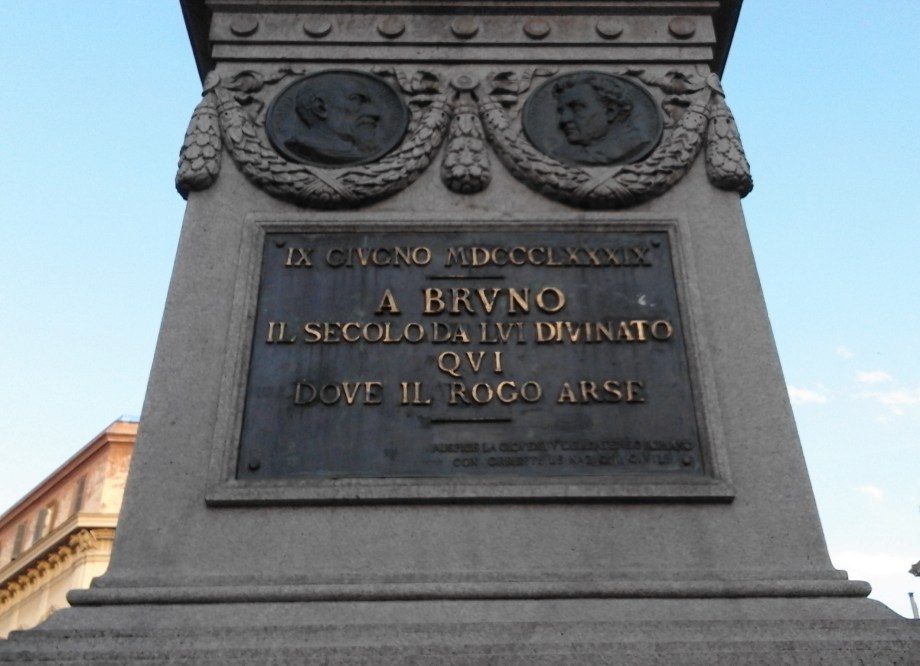 IX GIVGNO MDCCCLXXXIX
A BRVNO
IL SECOLO DA LVI DIVINATO
QVI
DOVE IL ROGO ARSE